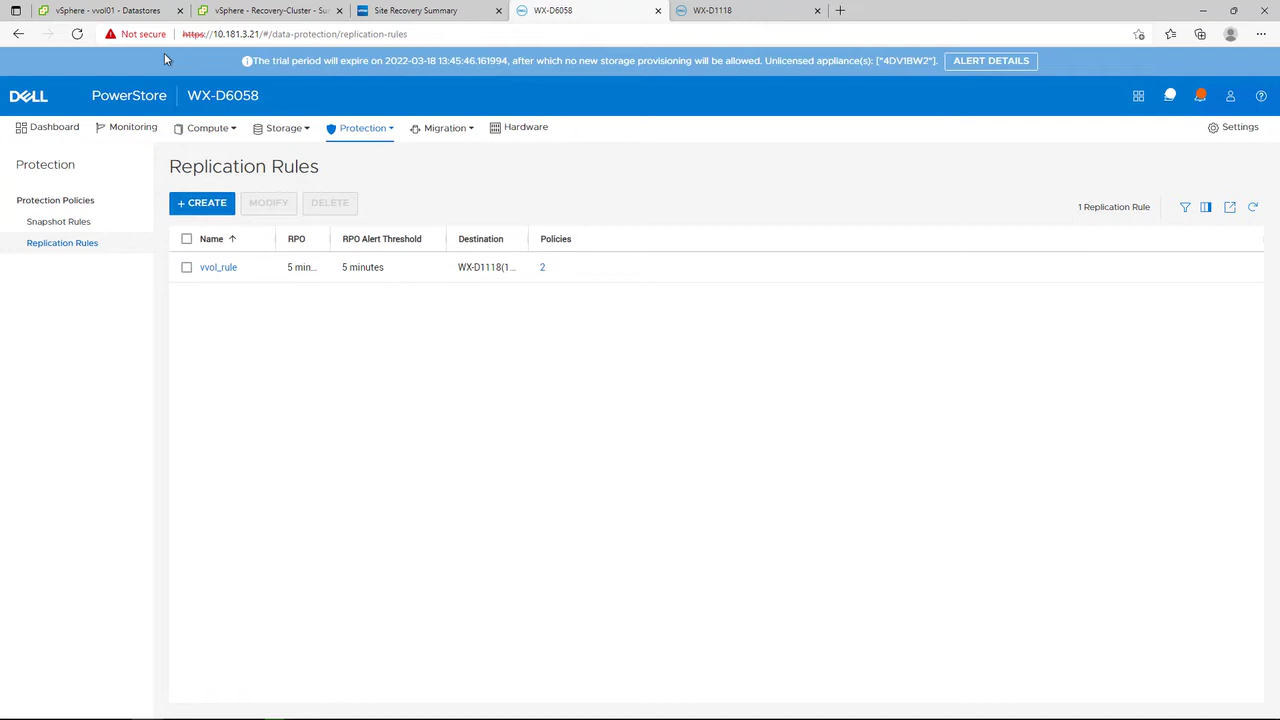 vSphere - vvol01 - Datastores
vSphere - Recovery-Cluster - Su
Site Recovery Summary
WX-D6058
WX-D1118
Not secure
https://10.181.3.21/#/data-protection/replication-rules
The trial period will expire on 2022-03-18 13:45:46.161994, after which no new storage provisioning will be allowed. Unlicensed appliance(s): ["4DV1BW2"].
ALERT DETAILS
DELL
PowerStore
WX-D6058
Dashboard
Monitoring
Compute
Storage
Protection
Migration
Hardware
Settings
Protection
Protection Policies
Snapshot Rules
Replication Rules
Replication Rules
+ CREATE
MODIFY
DELETE
1 Replication Rule
Name
RPO
RPO Alert Threshold
Destination
Policies
vvol_rule
5 min...
5 minutes
WX-D1118(1...
2